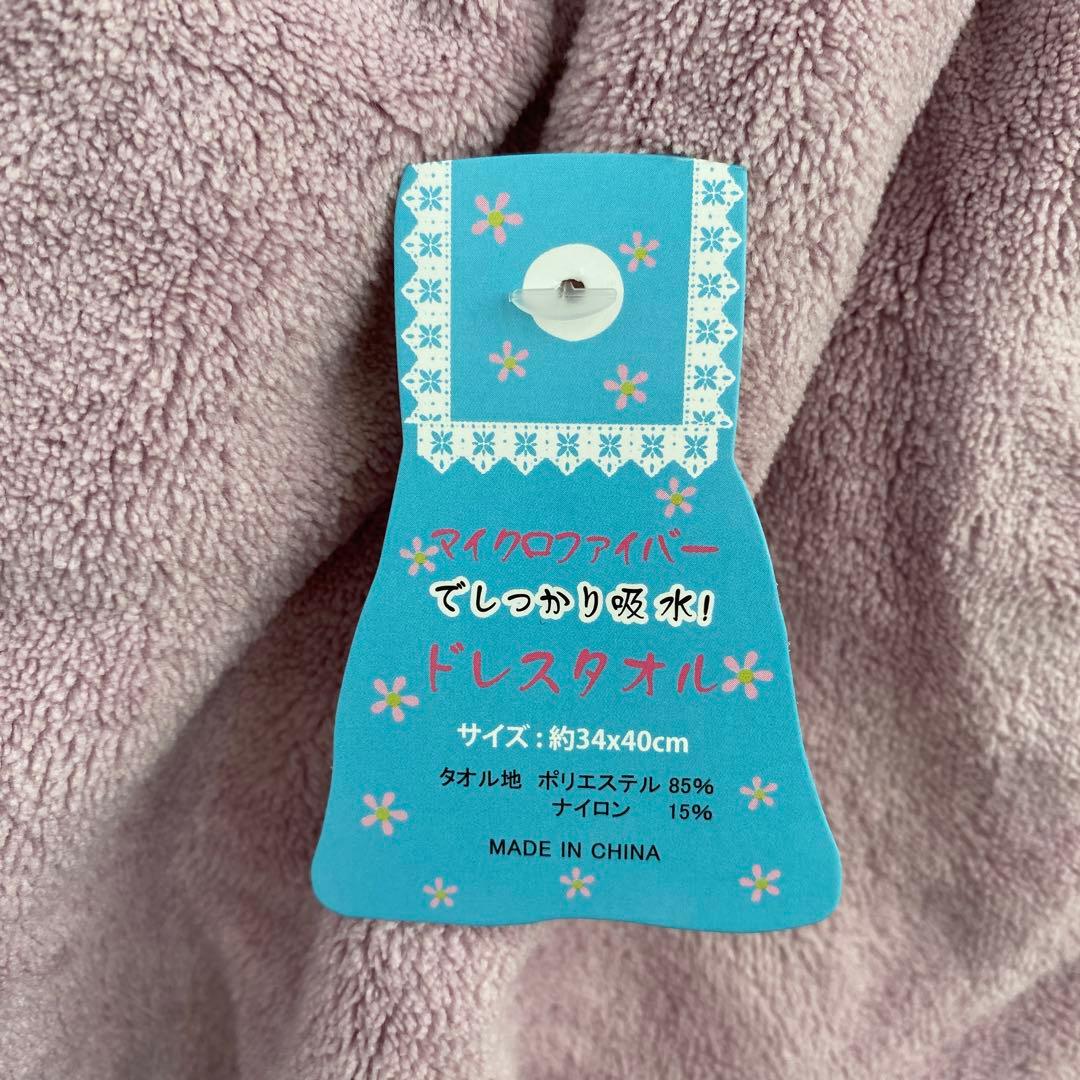 マイクロファイバー
でしっかり吸水!
ドレスタオル
サイズ : 約34x40cm
タオル地 ポリエステル 85%
ナイロン 15%
MADE IN CHINA